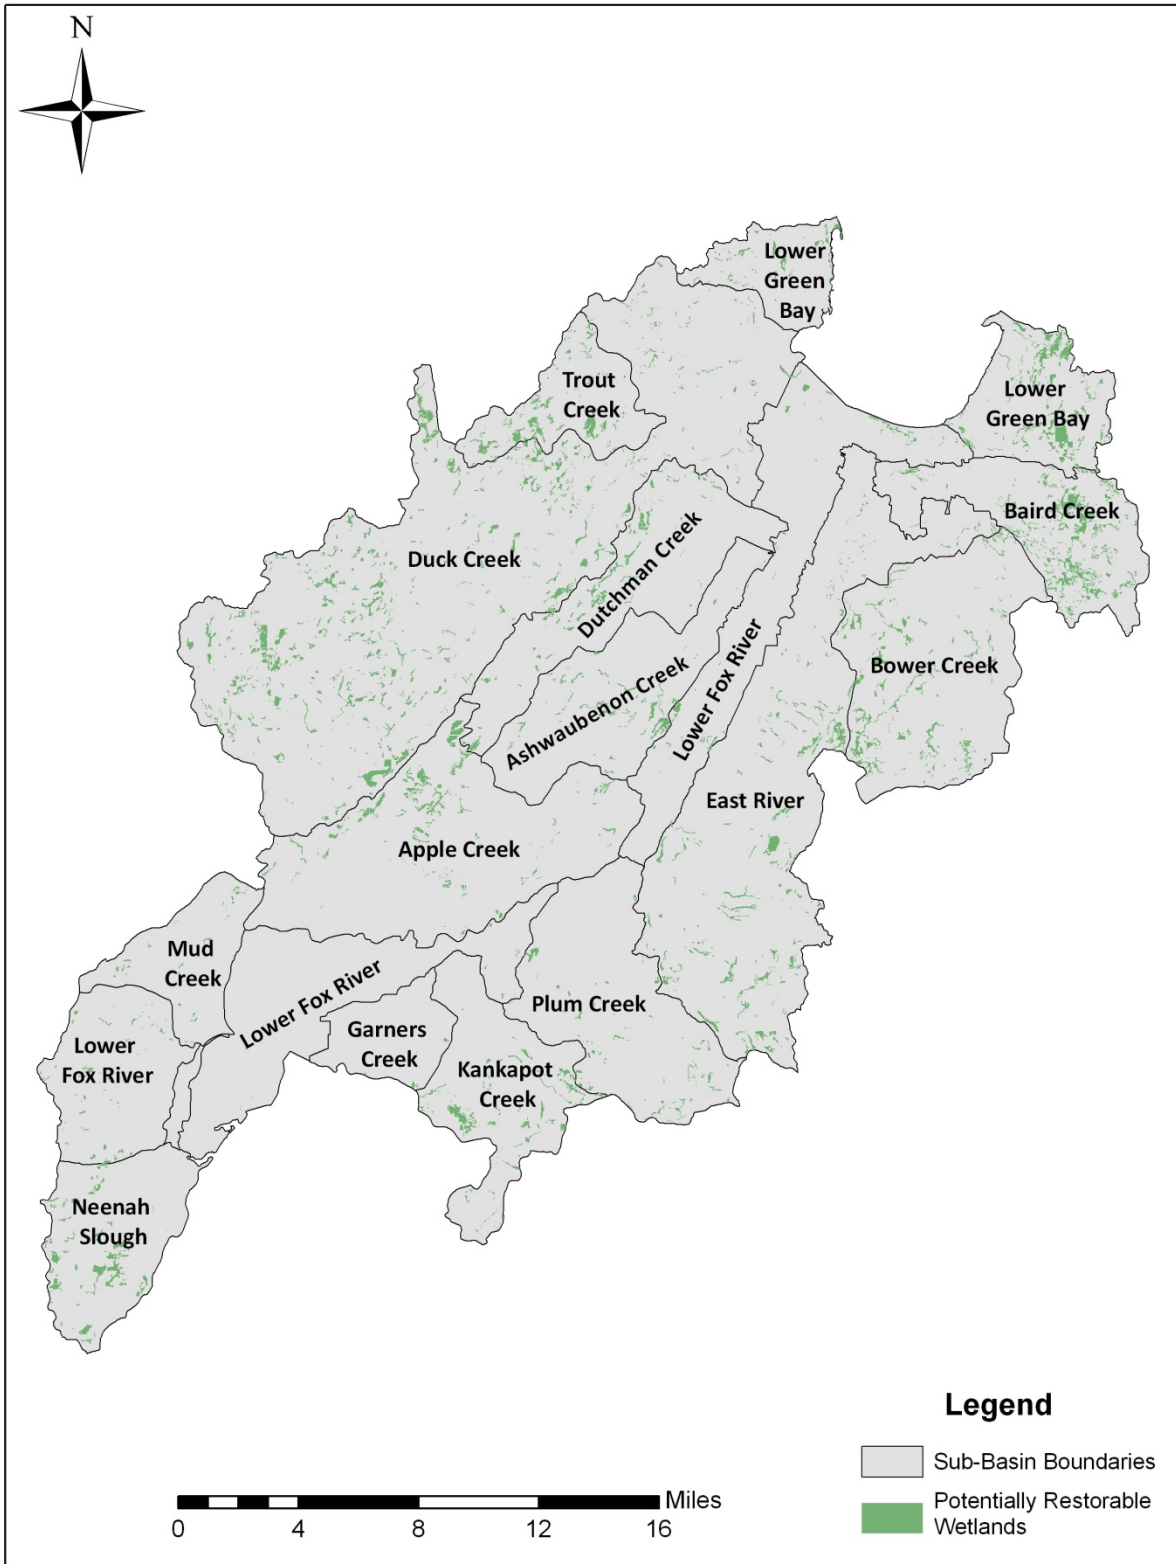 N
Lower
Green
Bay
Trout
Creek
Lower
Green Bay
Baird Creek
Duck Creek
Dutchman Creek
Bower Creek
Ashwaubenon Creek
Lower Fox River
East River
Apple Creek
Mud
Creek
Lower Fox River
Plum Creek
Garners
Creek
Lower
Fox River
Kankapot
Creek
Neenah
Slough
Legend
Sub-Basin Boundaries
Potentially Restorable
Wetlands
Miles
0 4 8 12 16